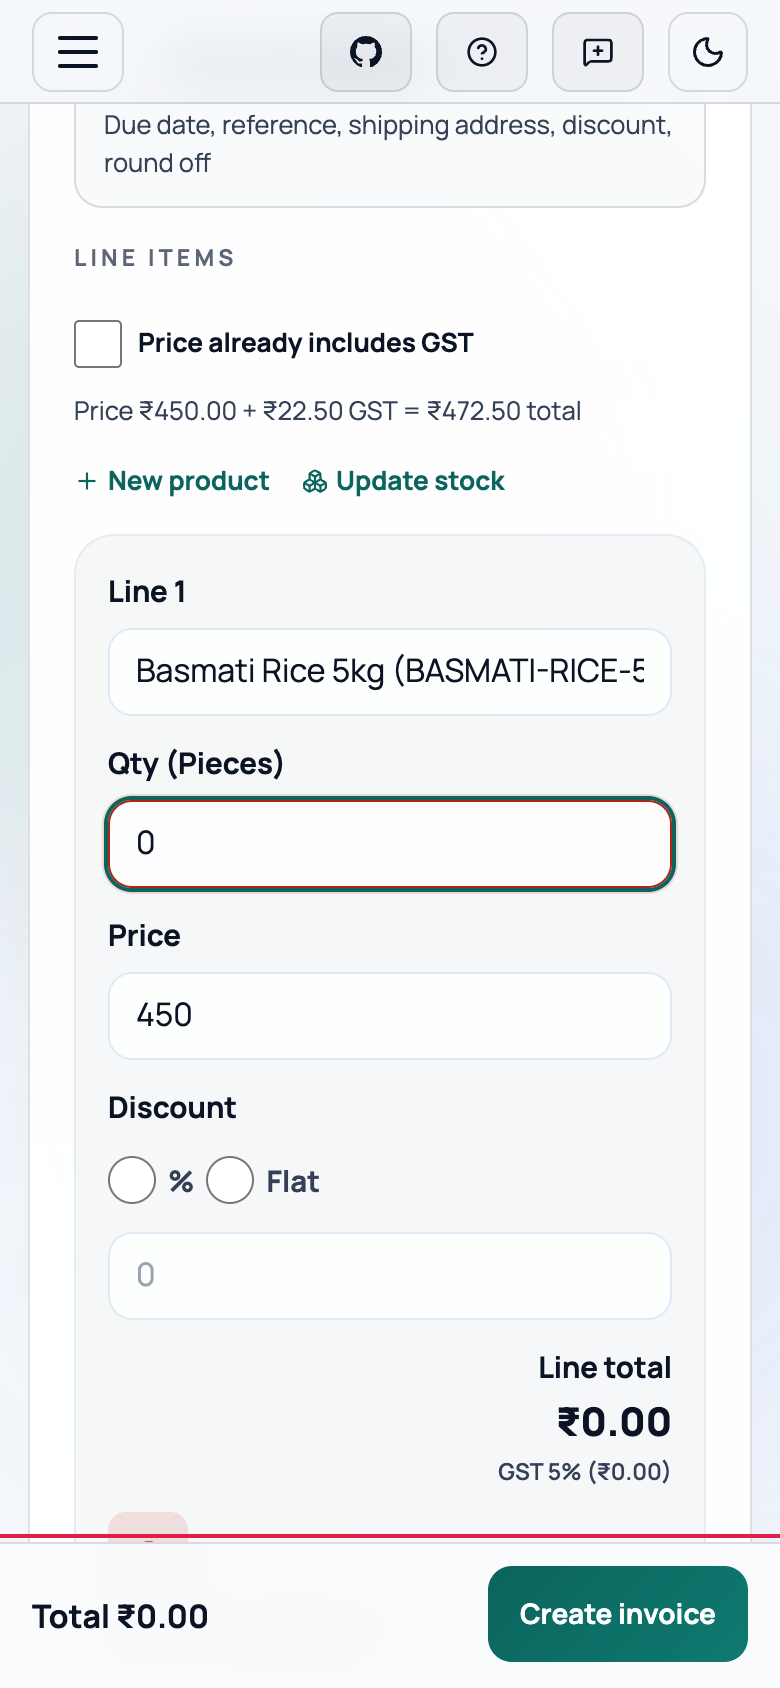 Due date, reference, shipping address, discount,
round off
LINE ITEMS
Price already includes GST
Price ₹450.00 + ₹22.50 GST = ₹472.50 total
+ New product Update stock
Line 1
Basmati Rice 5kg (BASMATI-RICE-5
Qty (Pieces)
0
Price
450
Discount
% Flat
0
Line total
₹0.00
GST 5% (₹0.00)
Total ₹0.00 Create invoice